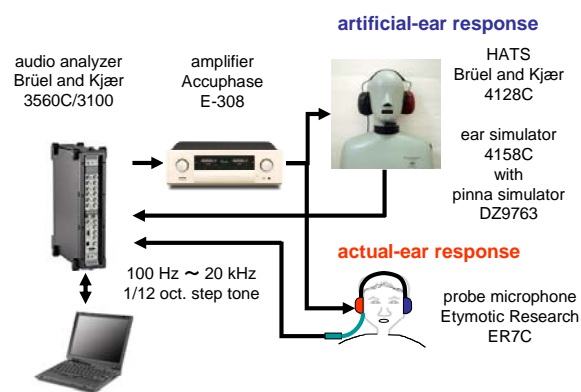 artificial-ear response
audio analyzer
Brüel and Kjær
3560C/3100
amplifier
Accuphase
E-308
HATS
Brüel and Kjær
4128C
ear simulator
4158C
with
pinna simulator
DZ9763
actual-ear response
100 Hz ～ 20 kHz
1/12 oct. step tone
probe microphone
Etymotic Research
ER7C